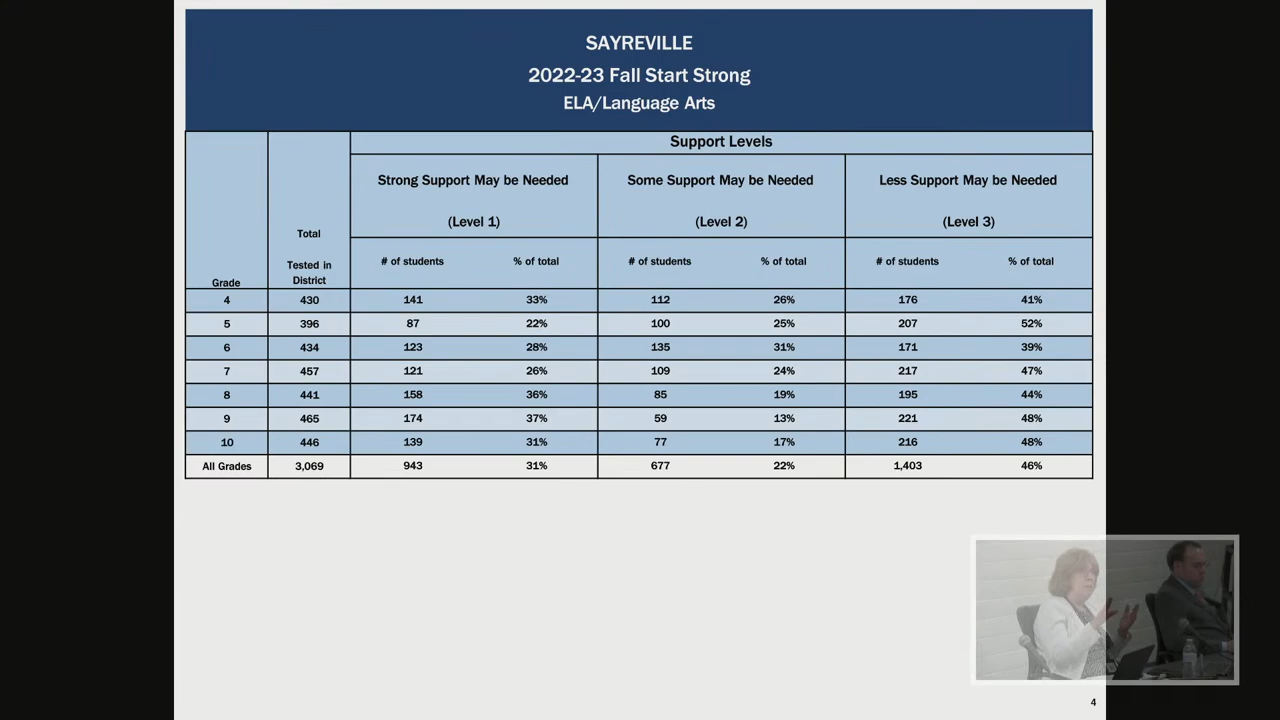 SAYREVILLE
2022-23 Fall Start Strong
ELA/Language Arts
Support Levels
Strong Support May be Needed
(Level 1)
Some Support May be Needed
(Level 2)
Less Support May be Needed
(Level 3)
Grade
Total
Tested in
District
# of students % of total # of students % of total # of students % of total
4 430 141 33% 112 26% 176 41%
5 396 87 22% 100 25% 207 52%
6 434 123 28% 135 31% 171 39%
7 457 121 26% 109 24% 217 47%
8 441 158 36% 85 19% 195 44%
9 465 174 37% 59 13% 221 48%
10 446 139 31% 77 17% 216 48%
All Grades 3,069 943 31% 677 22% 1,403 46%
4